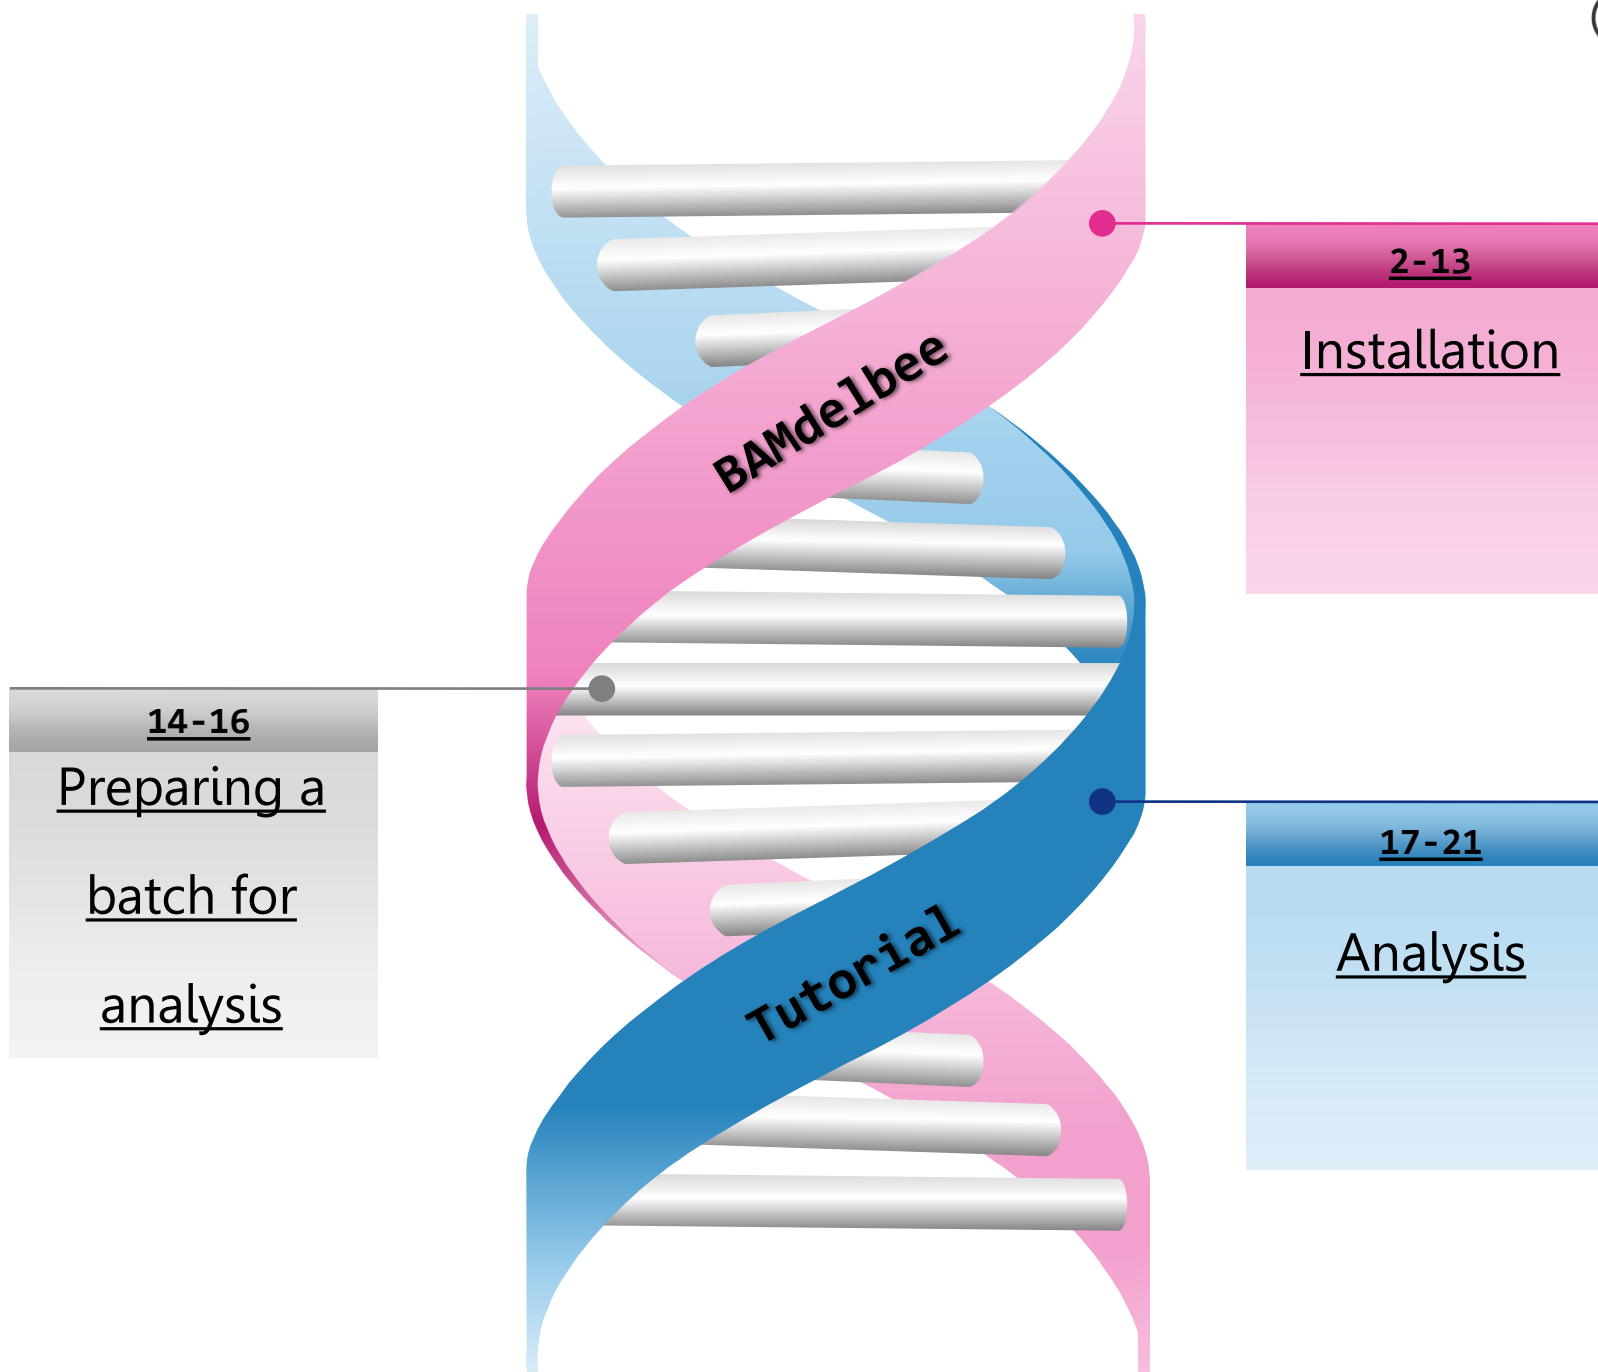 BAMdelbee
2-13
Installation
14-16
Preparing a
batch for
analysis
17-21
Analysis
Tutorial